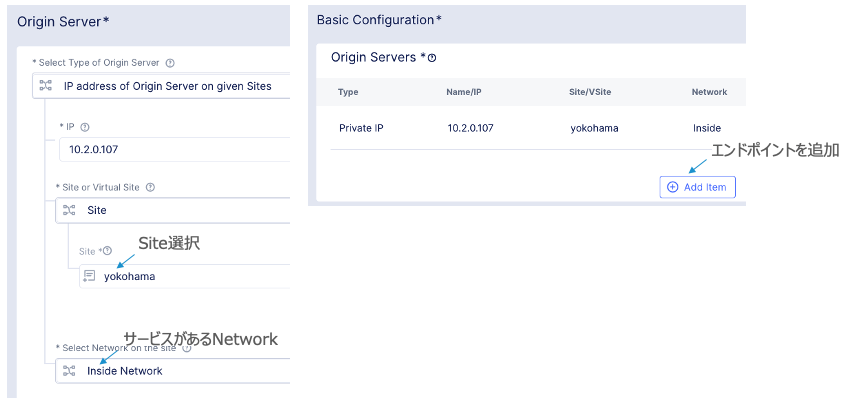 Origin Server*
* Select Type of Origin Server
IP address of Origin Server on given Sites
* IP
10.2.0.107
* Site or Virtual Site
Site
Site選択
Site *
yokohama
サービスがあるNetwork
* Select Network on the site
Inside Network
Basic Configuration*
Origin Servers *
Type Name/IP Site/VSite Network
Private IP 10.2.0.107 yokohama Inside
エンドポイントを追加
Add Item